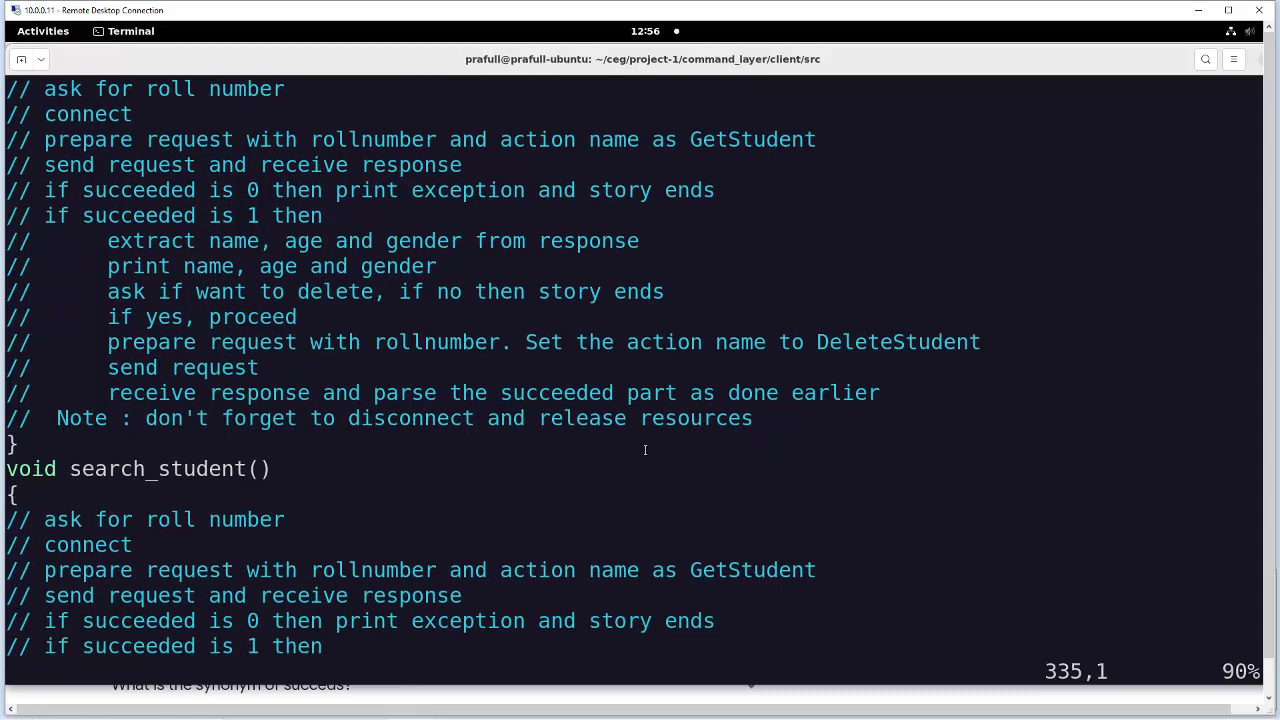 10.0.0.11 - Remote Desktop Connection
Activities Terminal 12:56
prafull@prafull-ubuntu: ~/ceg/project-1/command_layer/client/src
// ask for roll number
// connect
// prepare request with rollnumber and action name as GetStudent
// send request and receive response
// if succeeded is 0 then print exception and story ends
// if succeeded is 1 then
// extract name, age and gender from response
// print name, age and gender
// ask if want to delete, if no then story ends
// if yes, proceed
// prepare request with rollnumber. Set the action name to DeleteStudent
// send request
// receive response and parse the succeeded part as done earlier
// Note : don't forget to disconnect and release resources
}
void search_student()
{
// ask for roll number
// connect
// prepare request with rollnumber and action name as GetStudent
// send request and receive response
// if succeeded is 0 then print exception and story ends
// if succeeded is 1 then
335,1 90%
What is the synonym of succeds?